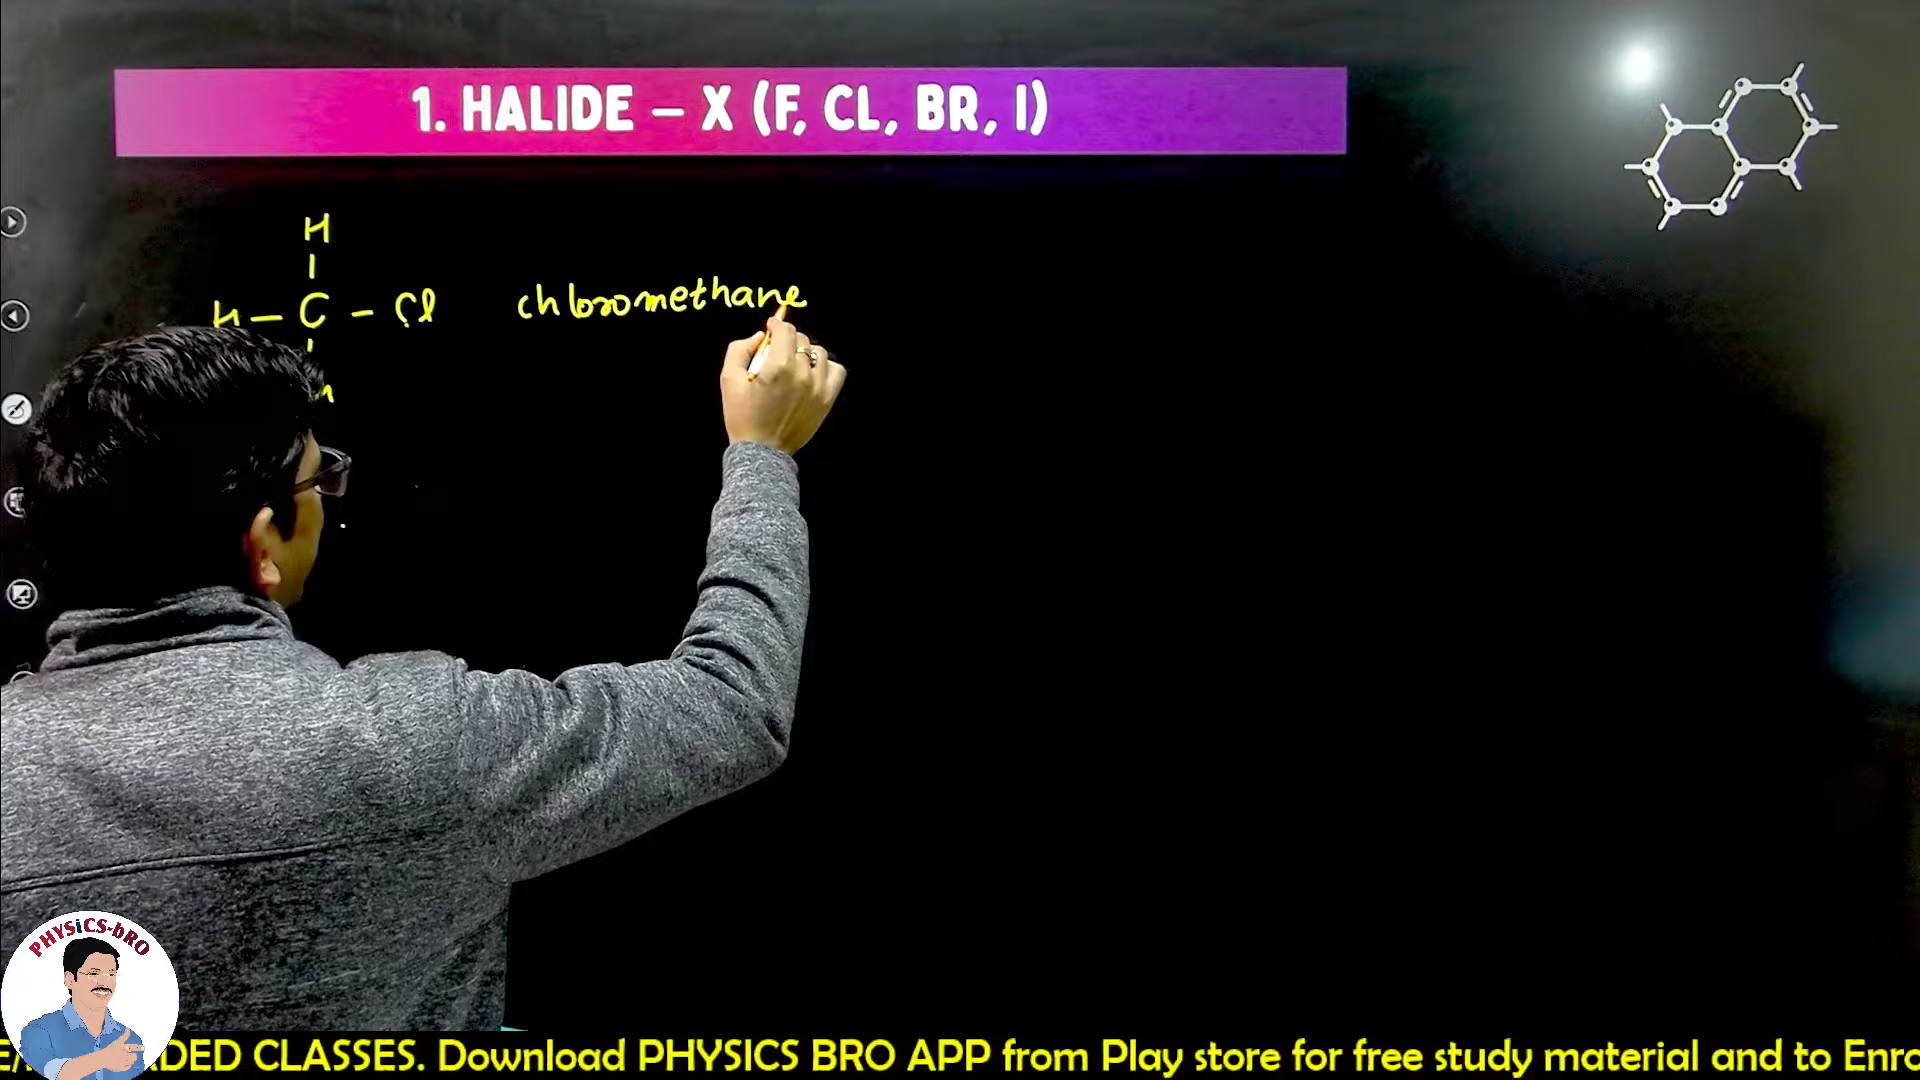 1. HALIDE – X (F, CL, BR, I)
H
H – C – Cl chloromethane
PHYSiCS-bRO
DED CLASSES. Download PHYSICS BRO APP from Play store for free study material and to Enro